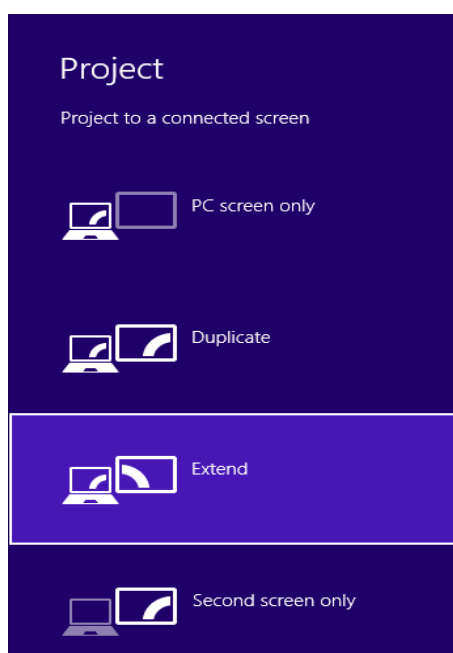 Project
Project to a connected screen
PC screen only
Duplicate
Extend
Second screen only